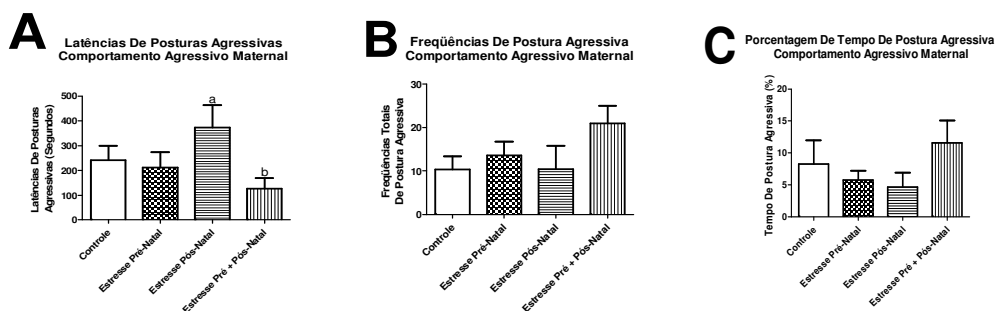 A
Latências De Posturas Agressivas
Comportamento Agressivo Maternal
Latências De Posturas
Agressivas (Segundos)
500
400
300
200
100
0
a
b
Controle
Estresse Pré-Natal
Estresse Pós-Natal
Estresse Pré + Pós-Natal
B
Freqüências De Postura Agressiva
Comportamento Agressivo Maternal
Freqüências Totais
De Postura Agressiva
30
20
10
0
Controle
Estresse Pré-Natal
Estresse Pós-Natal
Estresse Pré + Pós-Natal
C
Porcentagem De Tempo De Postura Agressiva
Comportamento Agressivo Maternal
Tempo De Postura Agressiva (%)
20
15
10
5
0
Controle
Estresse Pré-Natal
Estresse Pós-Natal
Estresse Pré + Pós-Natal